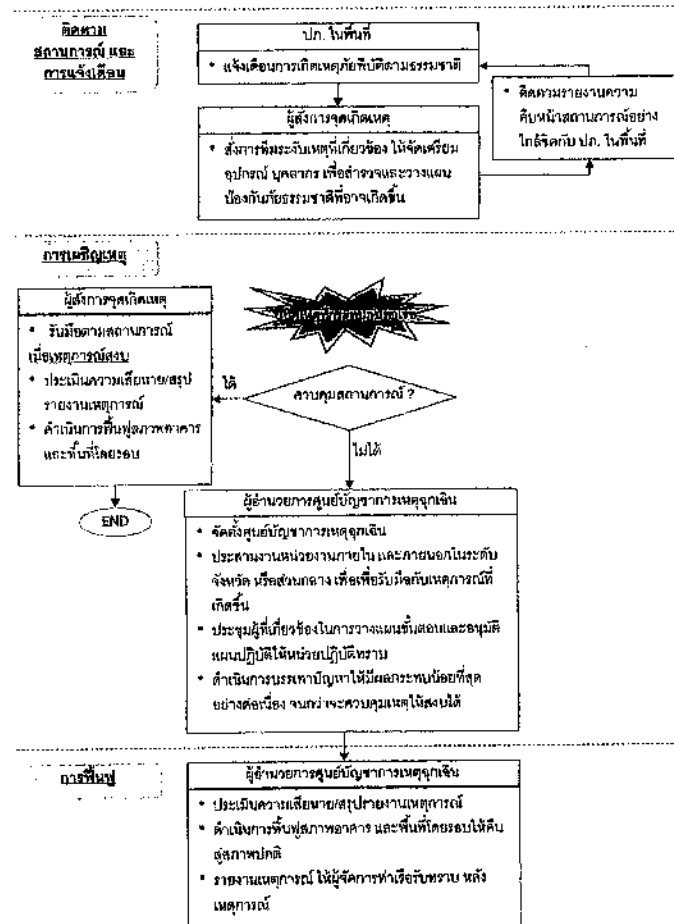 ติดตาม
สถานการณ์ และ
การแจ้งเตือน
ปภ. ในพื้นที่
• แจ้งเตือนการเกิดเหตุภัยพิบัติตามธรรมชาติ
• ติดตามรายงานความ
คืบหน้าสถานการณ์อย่าง
ใกล้ชิดกับ ปภ. ในพื้นที่
ผู้สั่งการจุดเกิดเหตุ
• สั่งการทีมระงับเหตุที่เกี่ยวข้อง ให้จัดเตรียม
อุปกรณ์ บุคลากร เพื่อสำรวจและวางแผน
ป้องกันภัยธรรมชาติที่อาจเกิดขึ้น
การเผชิญเหตุ
ผู้สั่งการจุดเกิดเหตุ
• รับมือตามสถานการณ์
เมื่อเหตุการณ์สงบ
• ประเมินความเสียหาย/สรุป
รายงานเหตุการณ์
• ดำเนินการฟื้นฟูสภาพอาคาร
และพื้นที่โดยรอบ
ได้
ควบคุมสถานการณ์ ?
ไม่ได้
END
ผู้อำนวยการศูนย์บัญชาการเหตุฉุกเฉิน
• จัดตั้งศูนย์บัญชาการเหตุฉุกเฉิน
• ประสานงานหน่วยงานภายใน และภายนอกในระดับ
จังหวัด หรือส่วนกลาง เพื่อเพื่อรับมือกับเหตุการณ์ที่
เกิดขึ้น
• ประชุมผู้ที่เกี่ยวข้องในการวางแผนขั้นตอนและอนุมัติ
แผนปฏิบัติให้หน่วยปฏิบัติทราบ
• ดำเนินการบรรเทาปัญหาให้มีผลกระทบน้อยที่สุด
อย่างต่อเนื่อง จนกว่าจะควบคุมเหตุให้สงบได้
การฟื้นฟู
ผู้อำนวยการศูนย์บัญชาการเหตุฉุกเฉิน
• ประเมินความเสียหาย/สรุปรายงานเหตุการณ์
• ดำเนินการฟื้นฟูสภาพอาคาร และพื้นที่โดยรอบให้คืน
สู่สภาพปกติ
• รายงานเหตุการณ์ ให้ผู้จัดการท่าเรือรับทราบ หลัง
เหตุการณ์